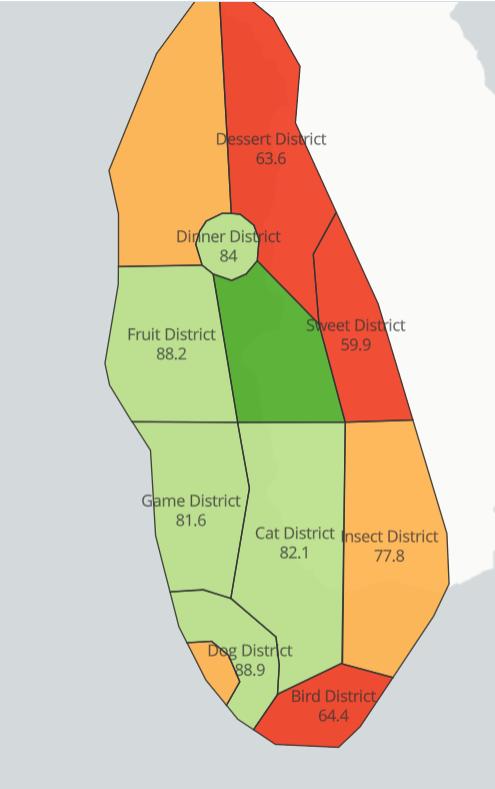 Dessert District
63.6
Dinner District
84
Sweet District
59.9
Fruit District
88.2
Game District
81.6
Cat District
82.1
Insect District
77.8
Dog District
88.9
Bird District
64.4